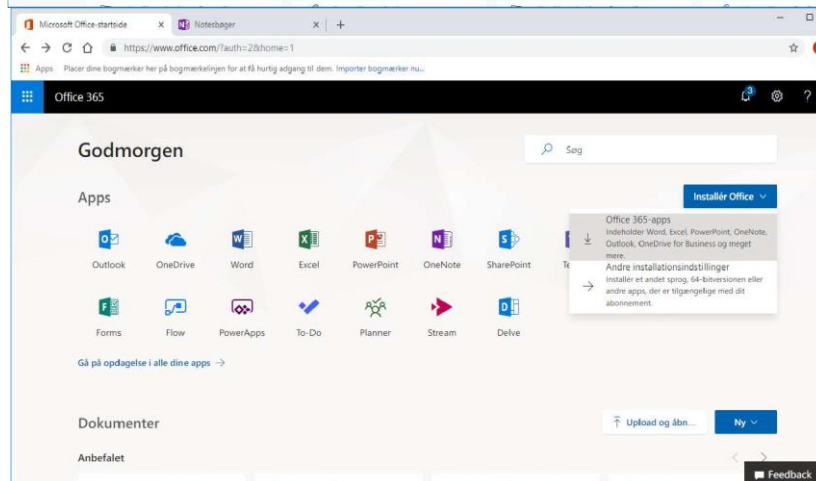 Microsoft Office-startside
Notesbøger
https://www.office.com/?auth=2&home=1
Apps Placer dine bogmærker her på bogmærkelinjen for at få hurtig adgang til dem. Importer bogmærker nu...
Office 365
3
?
Godmorgen
Søg
Apps
Installér Office
Office 365-apps
Indeholder Word, Excel, PowerPoint, OneNote,
Outlook, OneDrive for Business og meget
mere.
Andre installationsindstillinger
Installér et andet sprog, 64-bitversionen eller
andre apps, der er tilgængelige med dit
abonnement.
Outlook OneDrive Word Excel PowerPoint OneNote SharePoint
Forms Flow PowerApps To-Do Planner Stream Delve
Gå på opdagelse i alle dine apps →
Dokumenter
Upload og åbn...
Ny
Anbefalet
Feedback